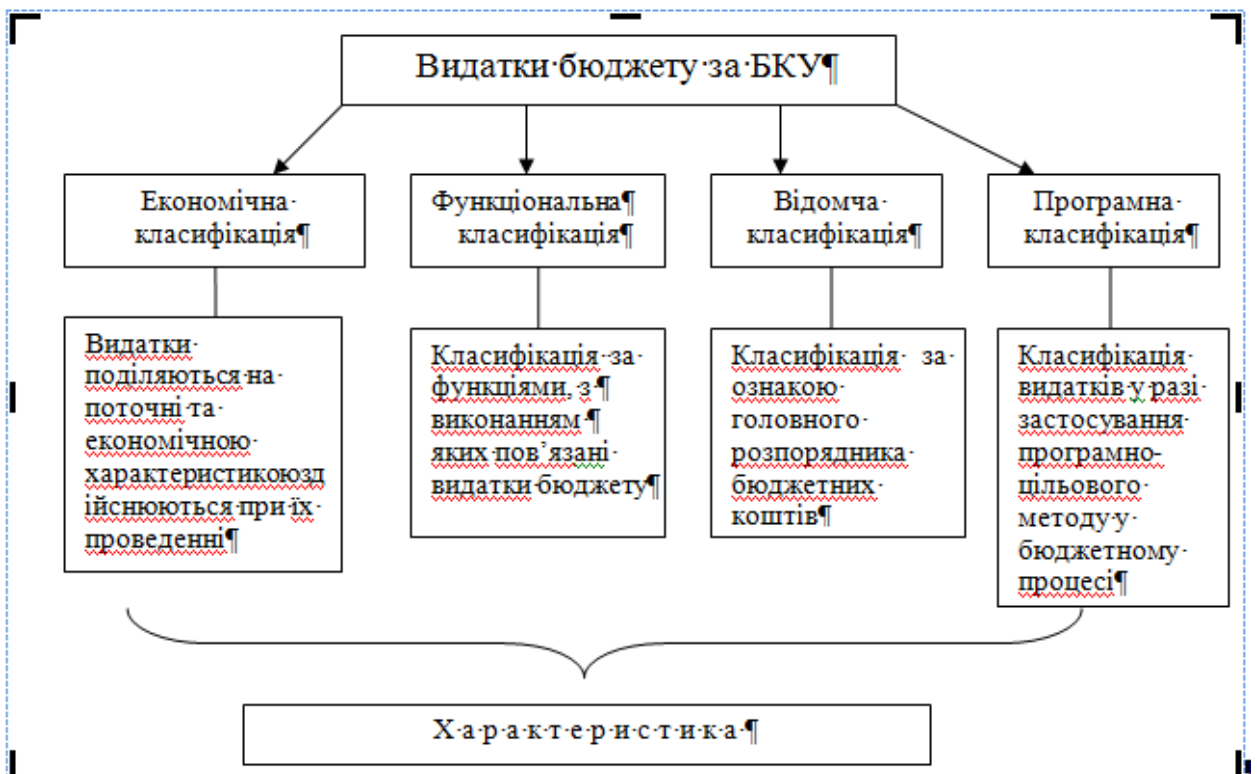 Видатки·бюджету·за·БКУ¶
Економічна·
класифікація¶
Функціональна¶
класифікація¶
Відомча·
класифікація¶
Програмна·
класифікація¶
Видатки·
поділяються·на·
поточні·та·
економічною·
характеристикоюзд
ійснюються·при·їх·
проведенні¶
Класифікація·за·
функціями,·з·¶
виконанням·¶
яких·пов’язані·
видатки·бюджету¶
Класифікація· за·
ознакою·
головного·
розпорядника·
бюджетних·
коштів¶
Класифікація·
видатків·у·разі·
застосування·
програмно-
цільового·
методу·у·
бюджетному·
процесі¶
Х·а·р·а·к·т·е·р·и·с·т·и·к·а·¶